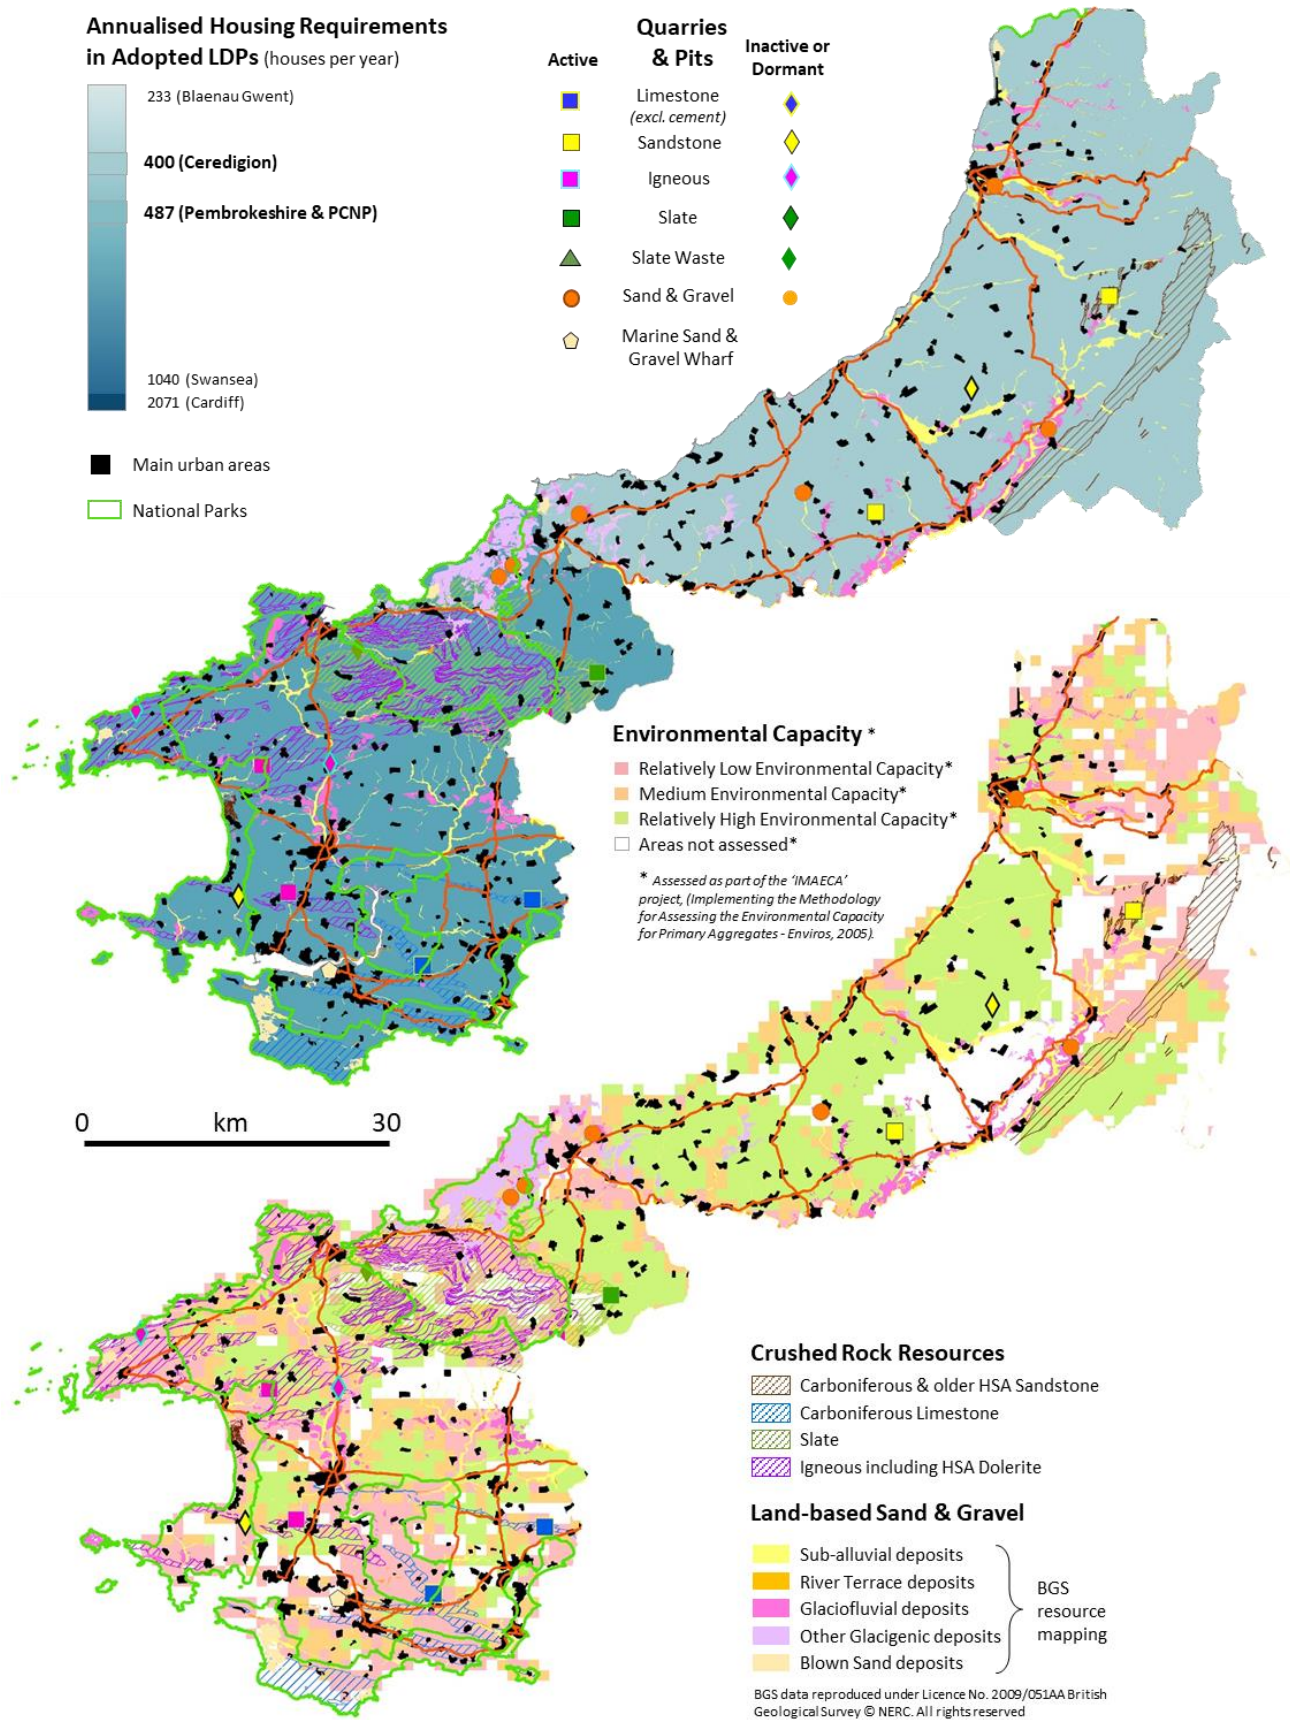 Annualised Housing Requirements
in Adopted LDPs (houses per year)
233 (Blaenau Gwent)
400 (Ceredigion)
487 (Pembrokeshire & PCNP)
1040 (Swansea)
2071 (Cardiff)
Main urban areas
National Parks
Active
Quarries
& Pits
Inactive or
Dormant
Limestone
(excl. cement)
Sandstone
Igneous
Slate
Slate Waste
Sand & Gravel
Marine Sand &
Gravel Wharf
Environmental Capacity *
Relatively Low Environmental Capacity*
Medium Environmental Capacity*
Relatively High Environmental Capacity*
Areas not assessed*
* Assessed as part of the ‘IMAECA’
project, (Implementing the Methodology
for Assessing the Environmental Capacity
for Primary Aggregates - Enviros, 2005).
0 km 30
Crushed Rock Resources
Carboniferous & older HSA Sandstone
Carboniferous Limestone
Slate
Igneous including HSA Dolerite
Land-based Sand & Gravel
Sub-alluvial deposits
River Terrace deposits
Glaciofluvial deposits
Other Glacigenic deposits
Blown Sand deposits
BGS
resource
mapping
BGS data reproduced under Licence No. 2009/051AA British
Geological Survey © NERC. All rights reserved